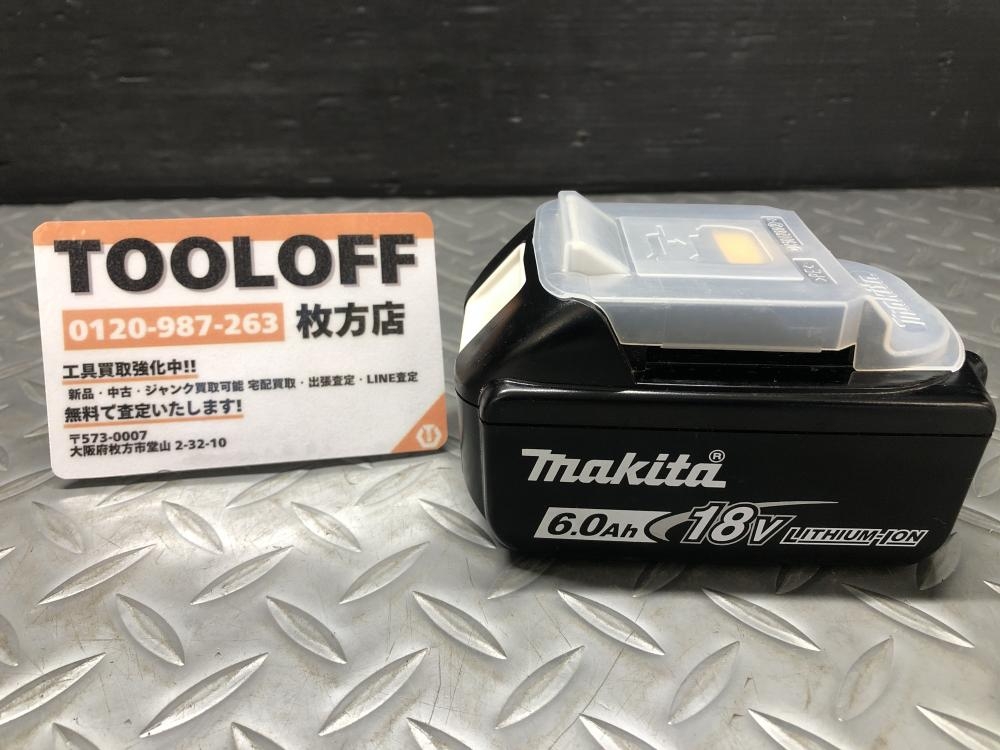 TOOLOFF
0120-987-263 枚方店
工具買取強化中!!
新品・中古・ジャンク買取可能 宅配買取・出張査定・LINE査定
無料で査定いたします!
〒573-0007
大阪府枚方市堂山 2-32-10
makita
makita®
6.0Ah 18V LITHIUM-ION